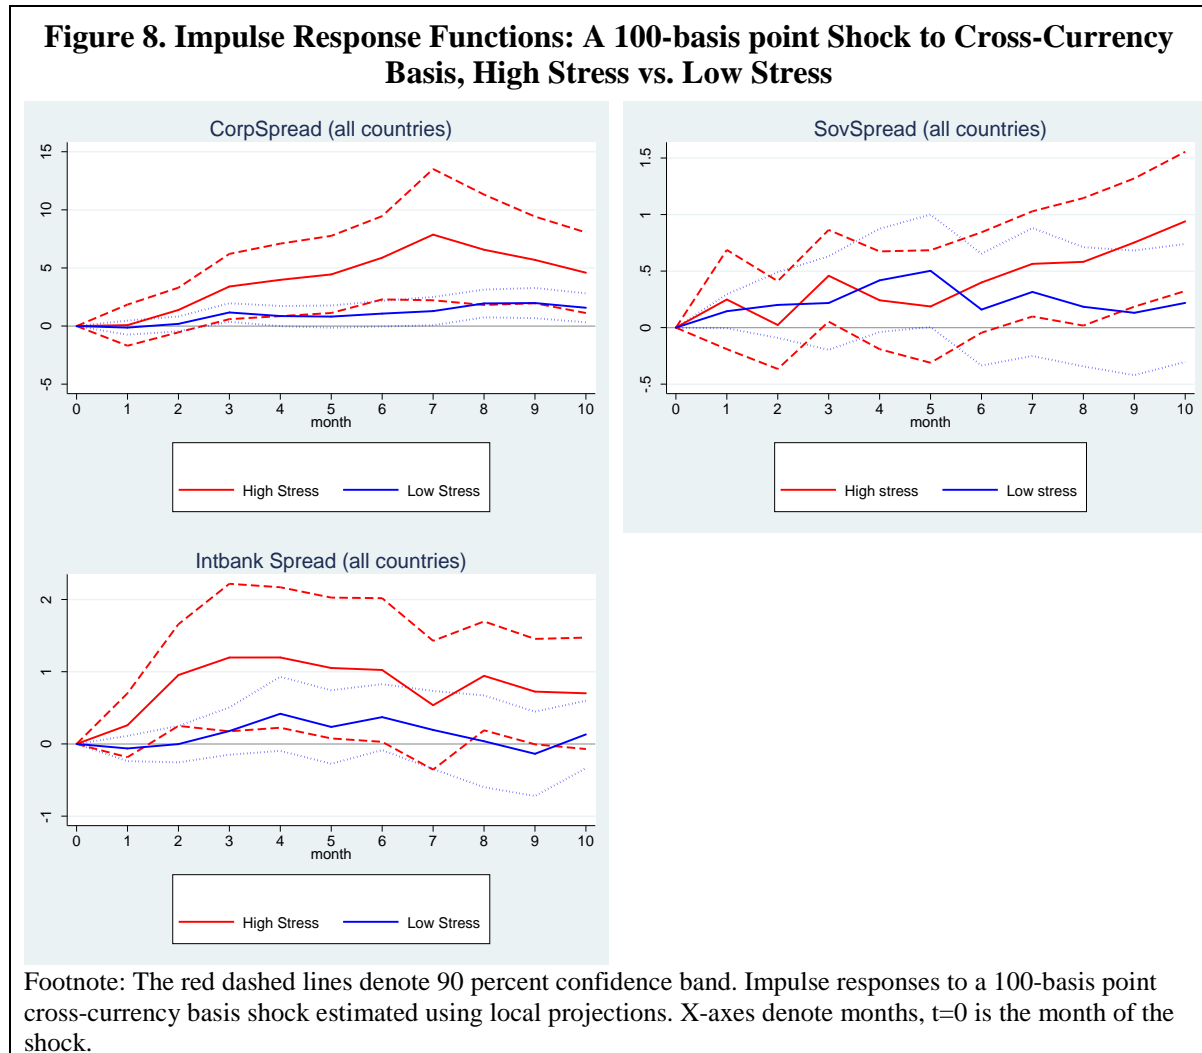 Figure 8. Impulse Response Functions: A 100-basis point Shock to Cross-Currency
Basis, High Stress vs. Low Stress
CorpSpread (all countries)
15
10
5
0
-5
0 1 2 3 4 5 6 7 8 9 10
month
High Stress Low Stress
SovSpread (all countries)
1.5
1
.5
0
-.5
0 1 2 3 4 5 6 7 8 9 10
month
High stress Low stress
Intbank Spread (all countries)
2
1
0
-1
0 1 2 3 4 5 6 7 8 9 10
month
High Stress Low Stress
Footnote: The red dashed lines denote 90 percent confidence band. Impulse responses to a 100-basis point
cross-currency basis shock estimated using local projections. X-axes denote months, t=0 is the month of the
shock.